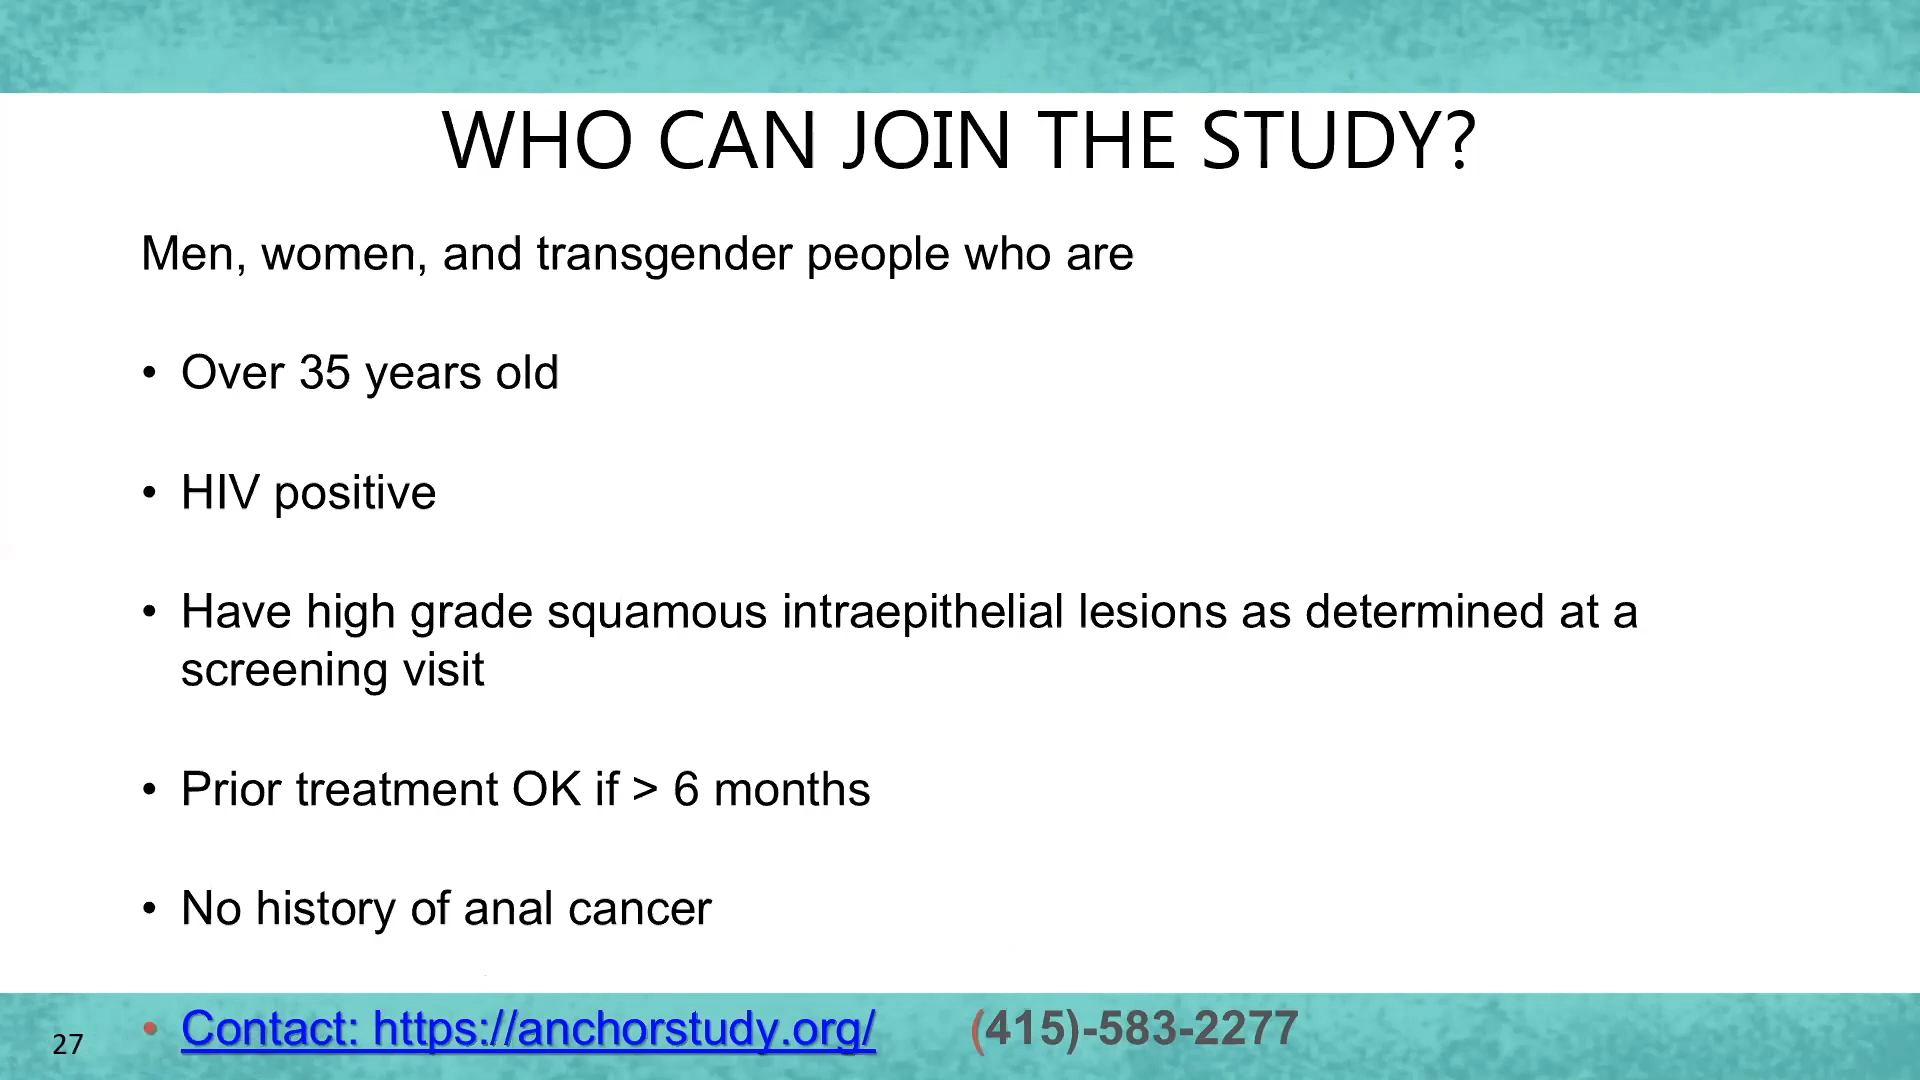 WHO CAN JOIN THE STUDY?
Men, women, and transgender people who are
• Over 35 years old
• HIV positive
• Have high grade squamous intraepithelial lesions as determined at a
screening visit
• Prior treatment OK if > 6 months
• No history of anal cancer
• Contact: https://anchorstudy.org/ (415)-583-2277
27